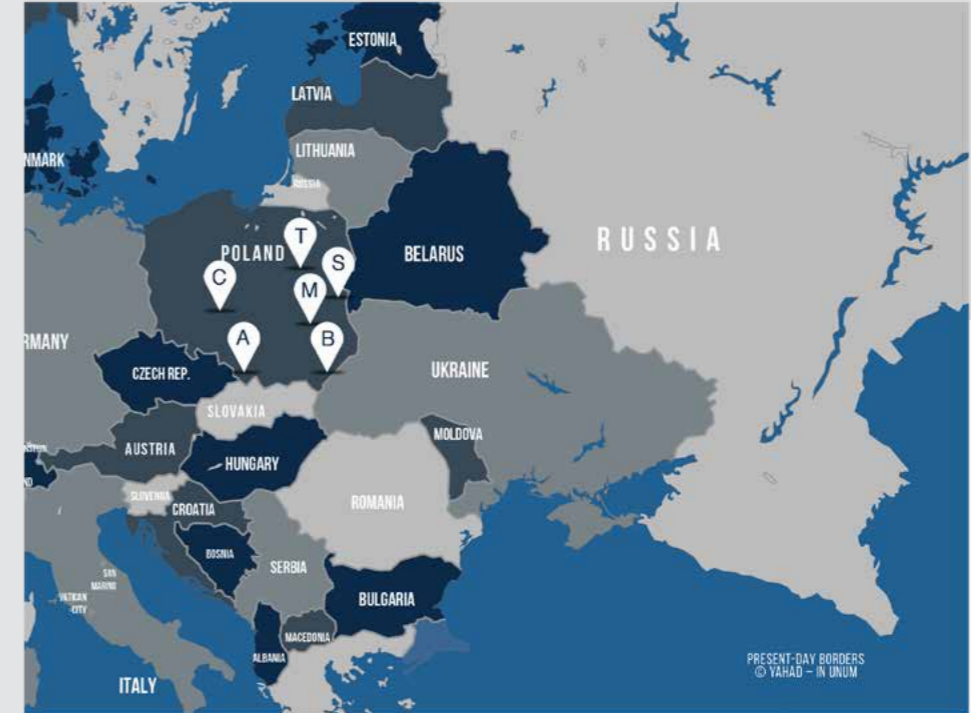 ESTONIA
LATVIA
LITHUANIA
RUSSIA
NMARK
T
POLAND
BELARUS
RUSSIA
S
C
M
A
B
RMANY
CZECH REP.
UKRAINE
SLOVAKIA
AUSTRIA
MOLDOVA
HUNGARY
SLOVENIA
CROATIA
ROMANIA
BOSNIA
SERBIA
SAN
MARINO
VATICAN
CITY
BULGARIA
MACEDONIA
ALBANIA
ITALY
PRESENT-DAY BORDERS
© YAHAD – IN UNUM